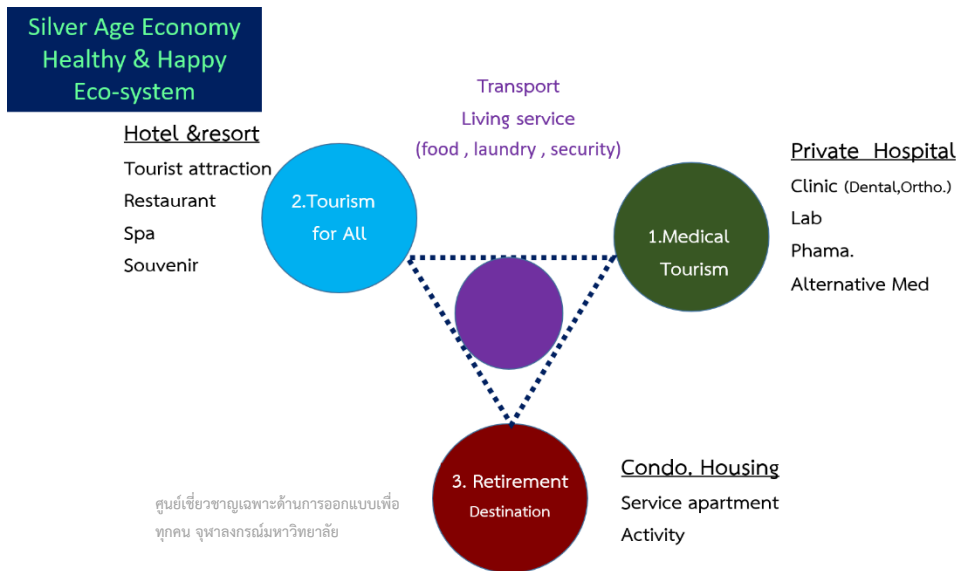 Silver Age Economy
Healthy & Happy
Eco-system
Transport
Living service
(food , laundry , security)
Hotel &resort
Tourist attraction
Restaurant
Spa
Souvenir
2.Tourism
for All
1.Medical
Tourism
Private Hospital
Clinic (Dental,Ortho.)
Lab
Phama.
Alternative Med
3. Retirement
Destination
Condo. Housing
Service apartment
Activity
ศูนย์เชี่ยวชาญเฉพาะด้านการออกแบบเพื่อ
ทุกคน จุฬาลงกรณ์มหาวิทยาลัย